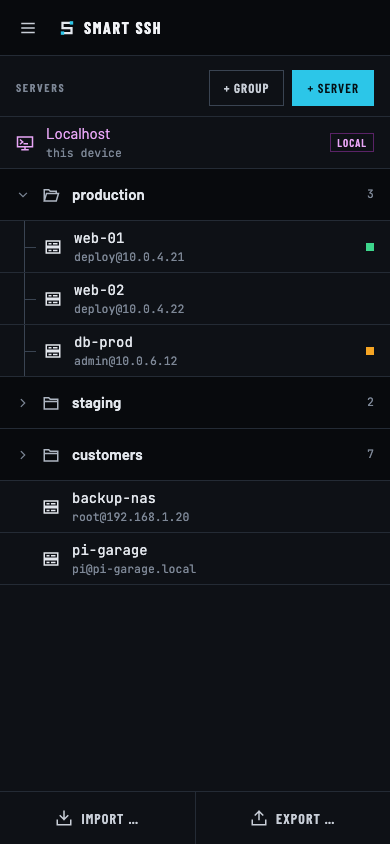 SMART SSH
SERVERS
+ GROUP
+ SERVER
Localhost
this device
LOCAL
production
3
web-01
deploy@10.0.4.21
web-02
deploy@10.0.4.22
db-prod
admin@10.0.6.12
staging
2
customers
7
backup-nas
root@192.168.1.20
pi-garage
pi@pi-garage.local
IMPORT …
EXPORT …